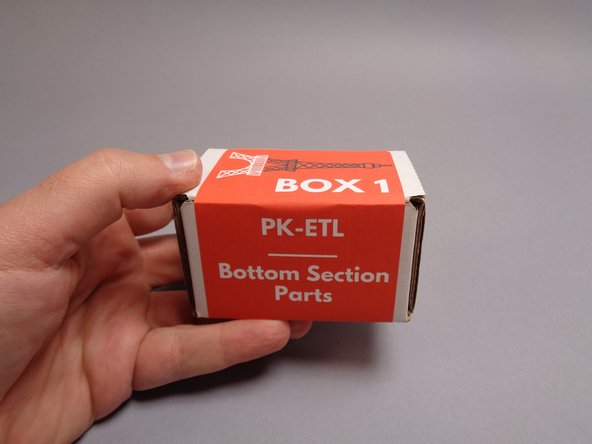 BOX 1
PK-ETL
Bottom Section
Parts